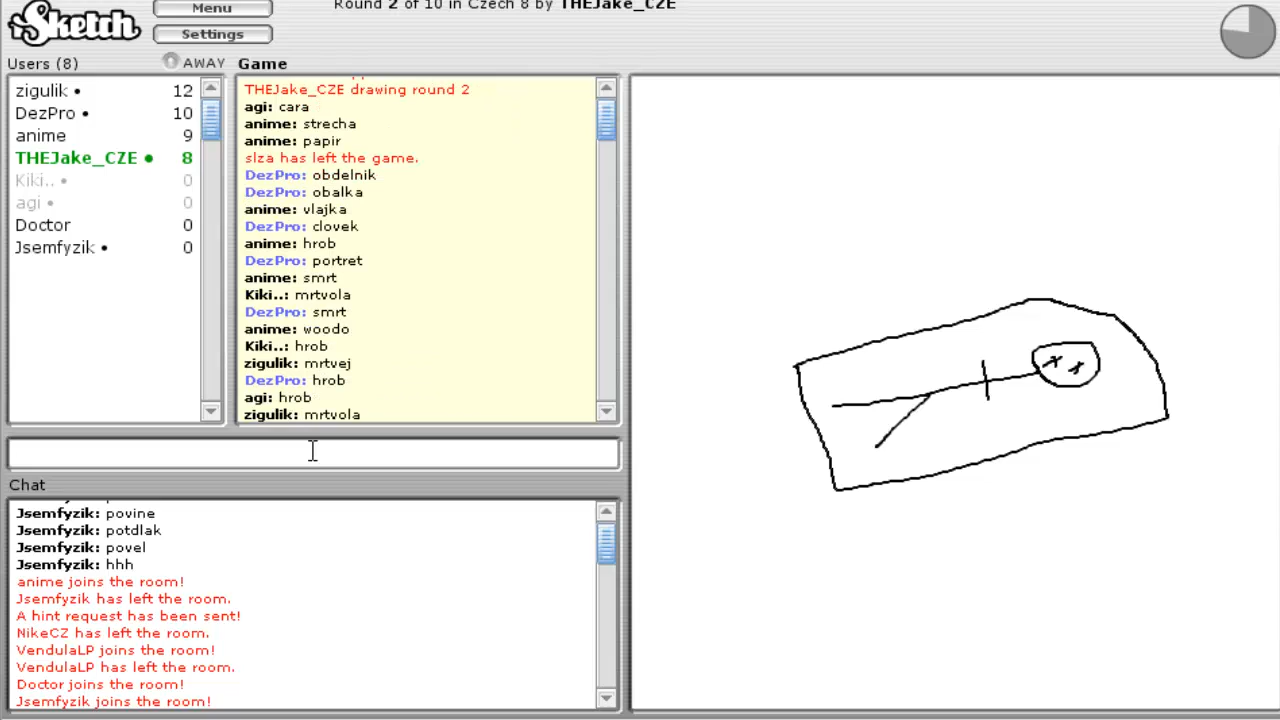 iSketch
Menu
Settings
Round 2 of 10 in Czech 8 by THEJake_CZE
Users (8)
AWAY
Game
zigulik • 12
DezPro • 10
anime 9
THEJake_CZE • 8
Kiki.. • 0
agi • 0
Doctor 0
Jsemfyzik • 0
THEJake_CZE drawing round 2
agi: cara
anime: strecha
anime: papir
slza has left the game.
DezPro: obdelnik
DezPro: obalka
anime: vlajka
DezPro: clovek
anime: hrob
DezPro: portret
anime: smrt
Kiki..: mrtvola
DezPro: smrt
anime: woodo
Kiki..: hrob
zigulik: mrtvej
DezPro: hrob
agi: hrob
zigulik: mrtvola
Chat
Jsemfyzik: povine
Jsemfyzik: potdlak
Jsemfyzik: povel
Jsemfyzik: hhh
anime joins the room!
Jsemfyzik has left the room.
A hint request has been sent!
NikeCZ has left the room.
VendulaLP joins the room!
VendulaLP has left the room.
Doctor joins the room!
Jsemfyzik joins the room!